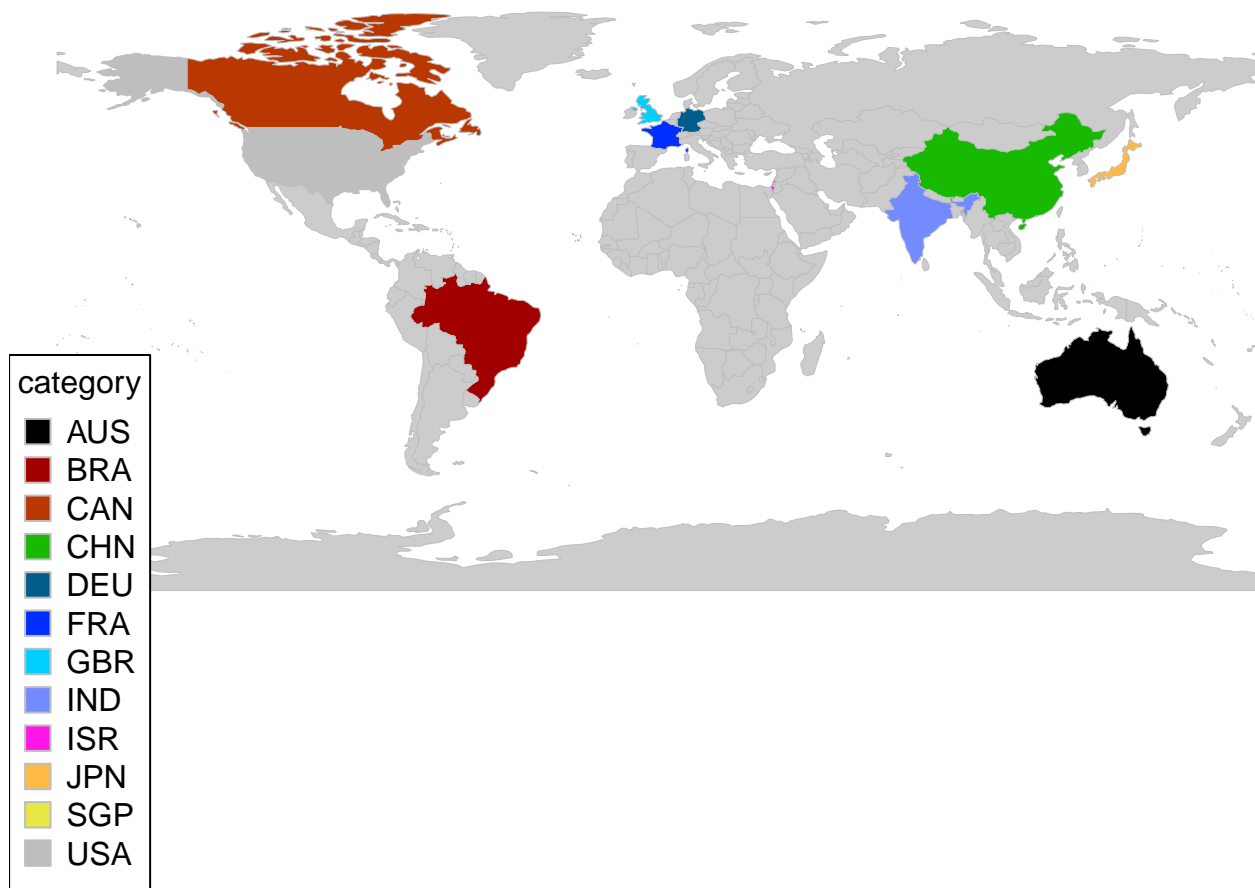 category
AUS
BRA
CAN
CHN
DEU
FRA
GBR
IND
ISR
JPN
SGP
USA